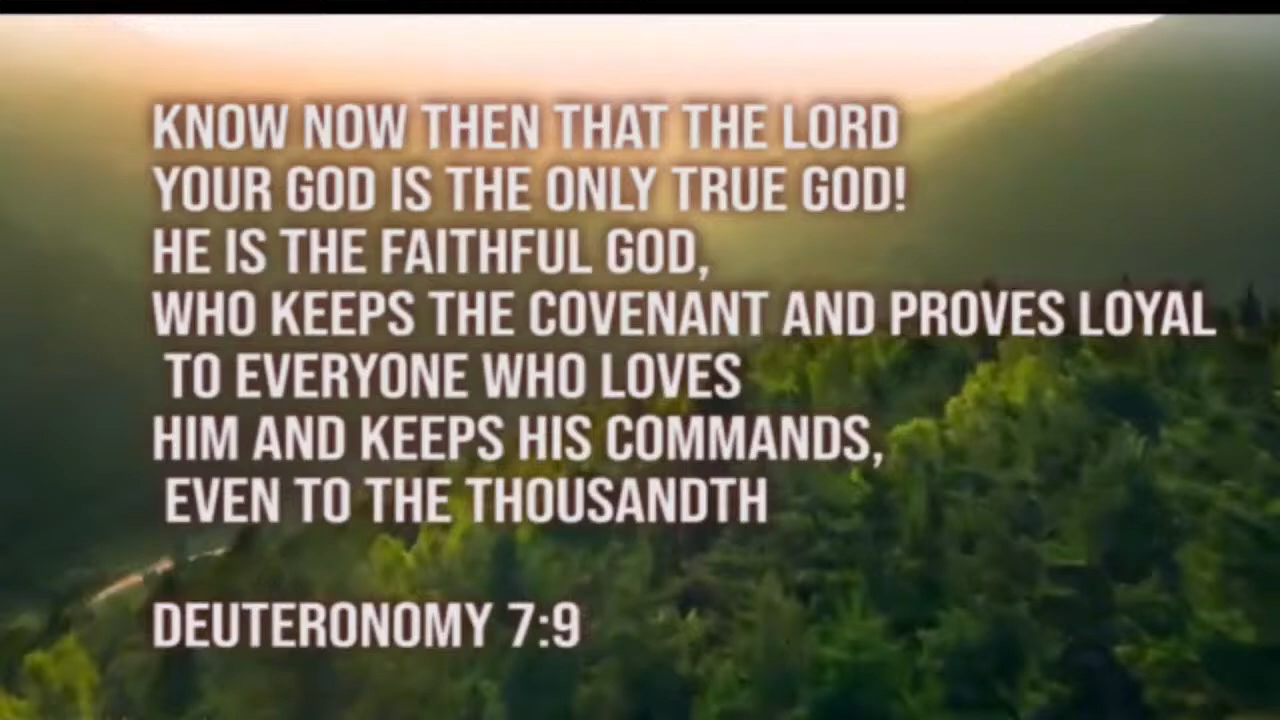 KNOW NOW THEN THAT THE LORD
YOUR GOD IS THE ONLY TRUE GOD!
HE IS THE FAITHFUL GOD,
WHO KEEPS THE COVENANT AND PROVES LOYAL
TO EVERYONE WHO LOVES
HIM AND KEEPS HIS COMMANDS,
EVEN TO THE THOUSANDTH
DEUTERONOMY 7:9